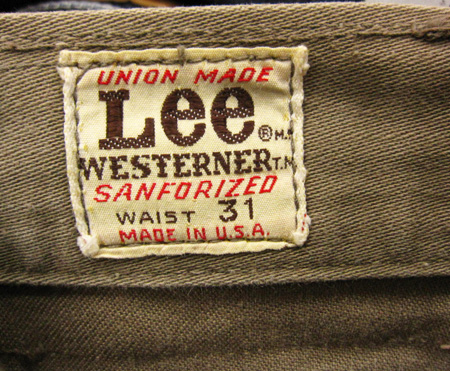 UNION MADE
Lee ® M.R.
WESTERNER T.M.
SANFORIZED
WAIST 31
MADE IN U.S.A.